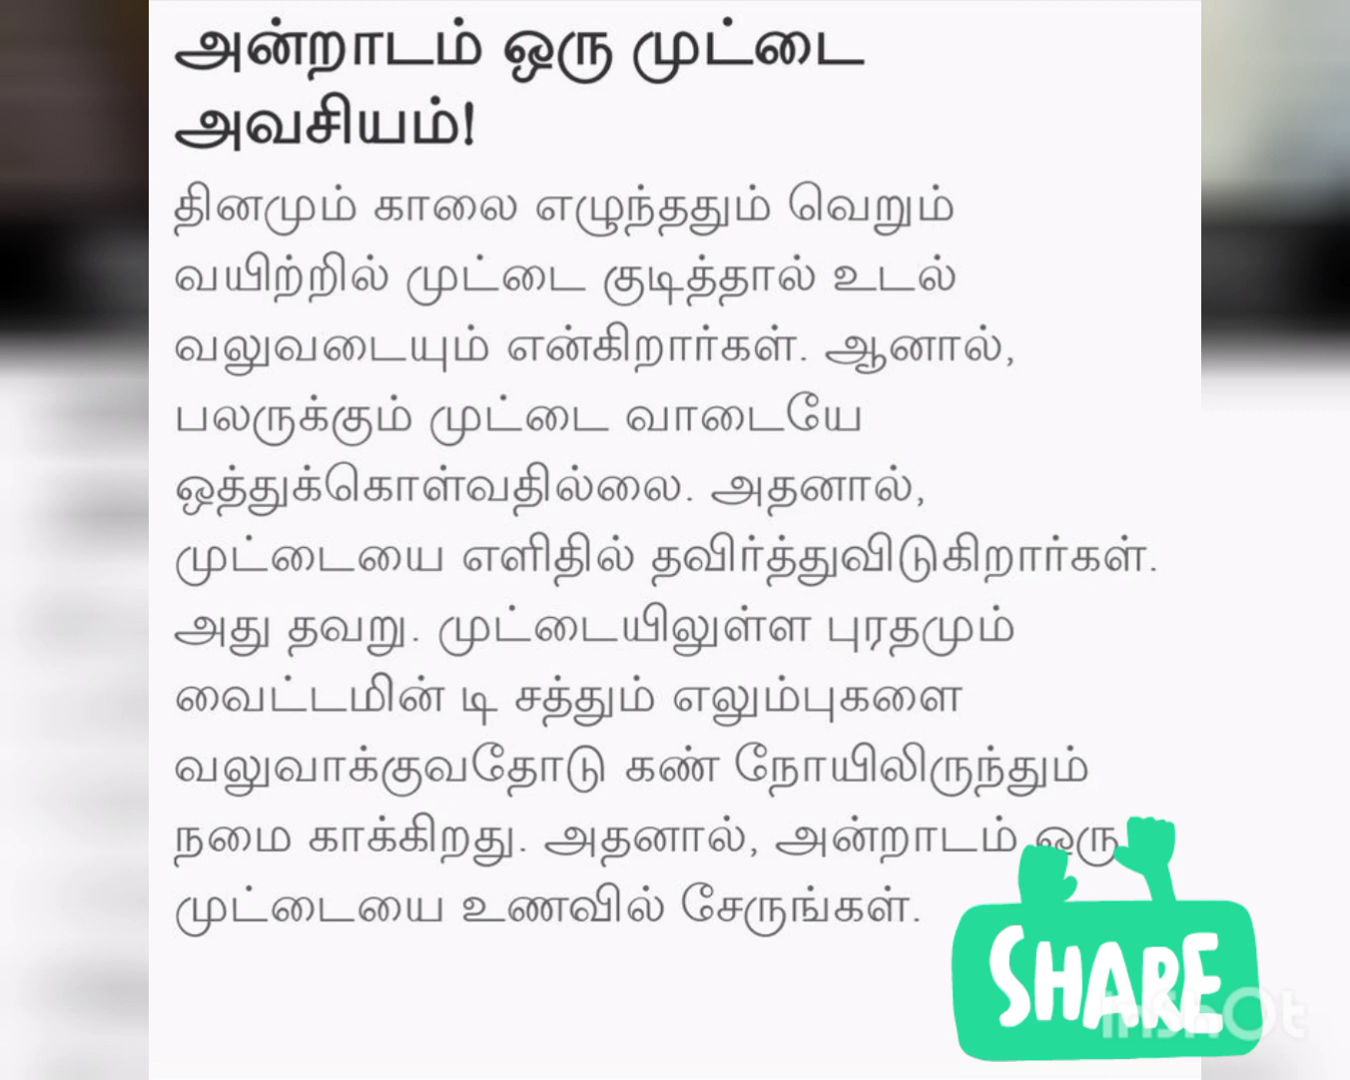 அன்றாடம் ஒரு முட்டை
அவசியம்!
தினமும் காலை எழுந்ததும் வெறும்
வயிற்றில் முட்டை குடித்தால் உடல்
வலுவடையும் என்கிறார்கள். ஆனால்,
பலருக்கும் முட்டை வாடையே
ஒத்துக்கொள்வதில்லை. அதனால்,
முட்டையை எளிதில் தவிர்த்துவிடுகிறார்கள்.
அது தவறு. முட்டையிலுள்ள புரதமும்
வைட்டமின் டி சத்தும் எலும்புகளை
வலுவாக்குவதோடு கண் நோயிலிருந்தும்
நமை காக்கிறது. அதனால், அன்றாடம் ஒரு
முட்டையை உணவில் சேருங்கள்.
SHARE
InShOt